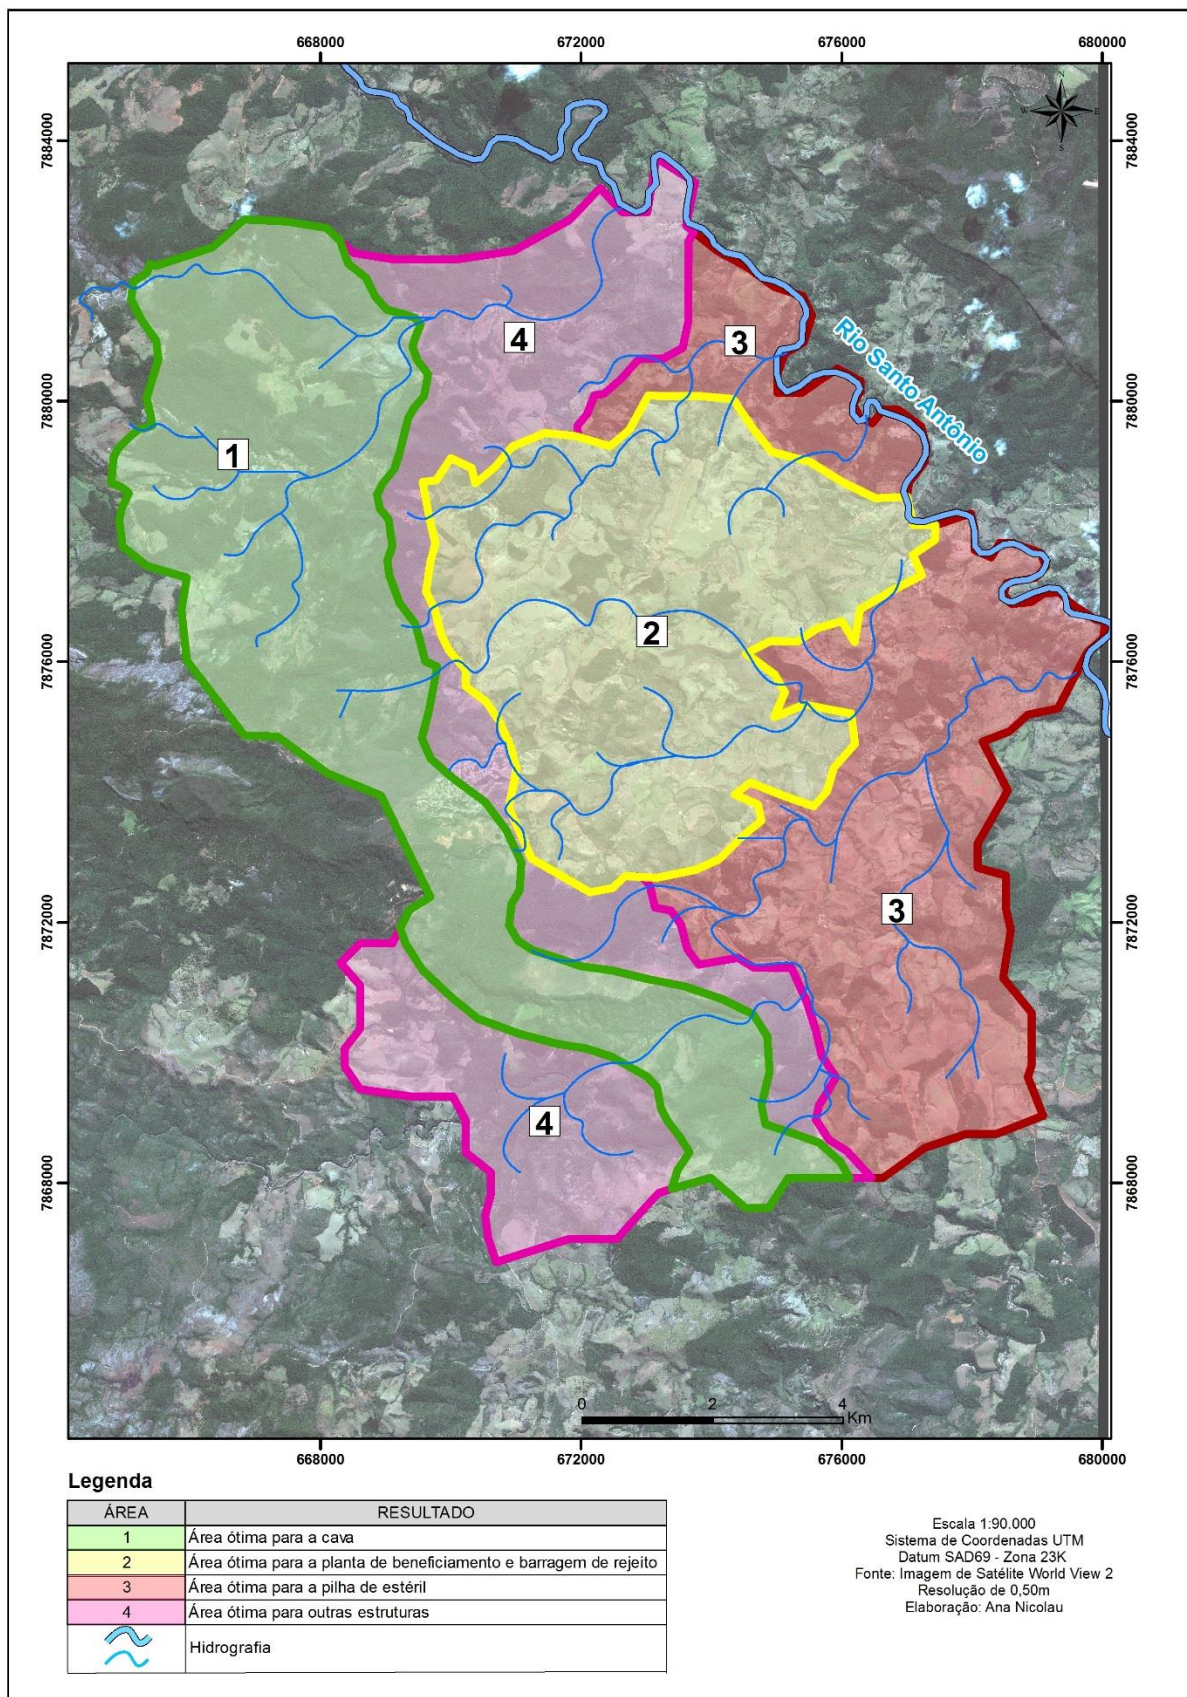 668000 672000 676000 680000
N
W E
S
7884000 7884000
4
3
Rio Santo Antônio
7880000 7880000
1
2
7876000 7876000
3
7872000 7872000
4
7868000 7868000
0 2 4
Km
668000 672000 676000 680000
Legenda
ÁREA RESULTADO
1 Área ótima para a cava
2 Área ótima para a planta de beneficiamento e barragem de rejeito
3 Área ótima para a pilha de estéril
4 Área ótima para outras estruturas
Hidrografia
Escala 1:90.000
Sistema de Coordenadas UTM
Datum SAD69 - Zona 23K
Fonte: Imagem de Satélite World View 2
Resolução de 0,50m
Elaboração: Ana Nicolau